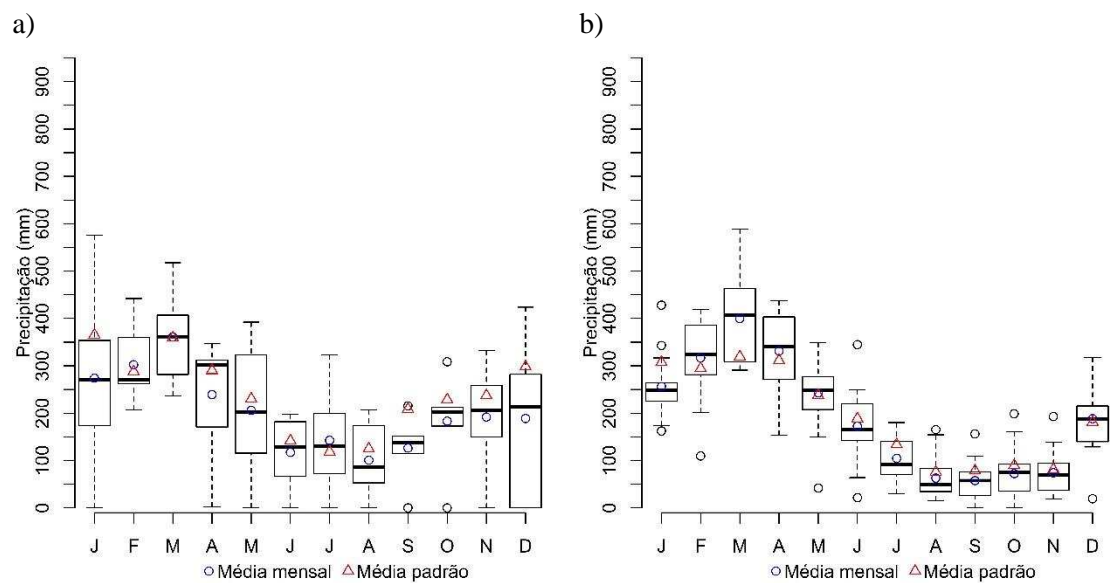 a)
b)
Precipitação (mm)
0 100 200 300 400 500 600 700 800 900
J F M A M J J A S O N D
Média mensal Média padrão
Precipitação (mm)
0 100 200 300 400 500 600 700 800 900
J F M A M J J A S O N D
Média mensal Média padrão